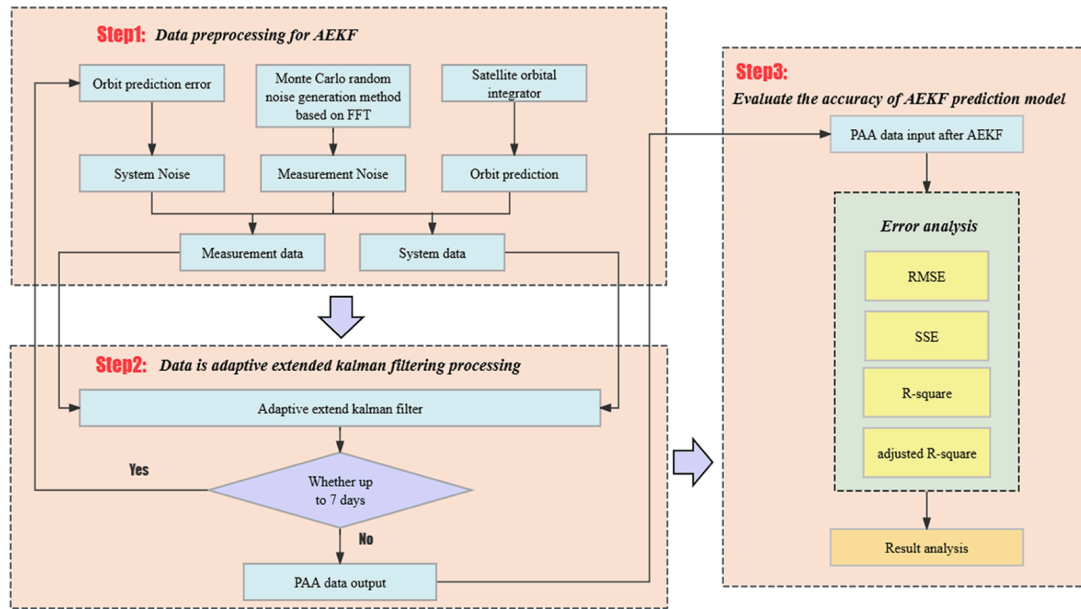 Step1: Data preprocessing for AEKF
Orbit prediction error
Monte Carlo random
noise generation method
based on FFT
Satellite orbital
integrator
System Noise
Measurement Noise
Orbit prediction
Measurement data
System data
Step2: Data is adaptive extended kalman filtering processing
Adaptive extend kalman filter
Yes
Whether up
to 7 days
No
PAA data output
Step3:
Evaluate the accuracy of AEKF prediction model
PAA data input after AEKF
Error analysis
RMSE
SSE
R-square
adjusted R-square
Result analysis